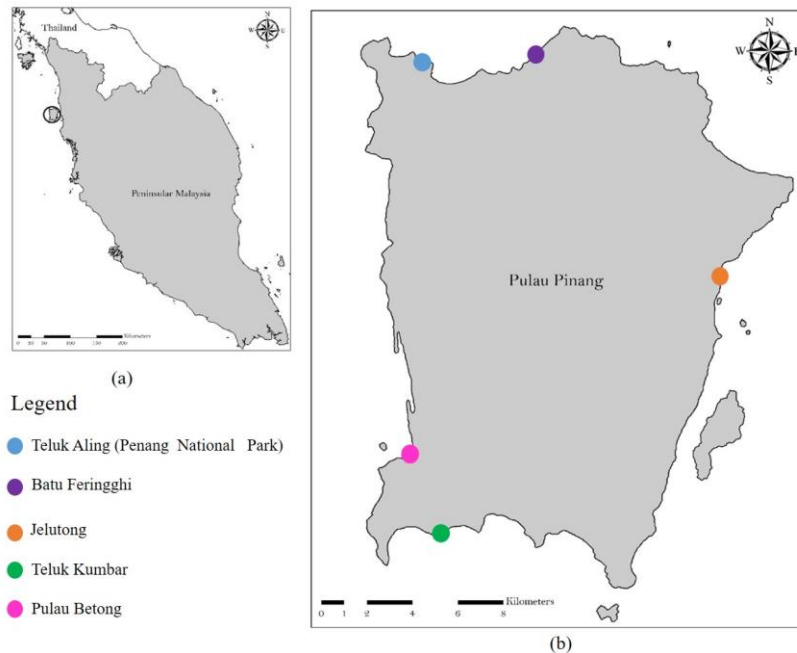 Thailand
N
W E
S
Peninsular Malaysia
0 25 50 100 150 200 Kilometers
(a)
Legend
Teluk Aling (Penang National Park)
Batu Feringghi
Jelutong
Teluk Kumbar
Pulau Betong
N
W E
S
Pulau Pinang
0 1 2 4 6 8 Kilometers
(b)